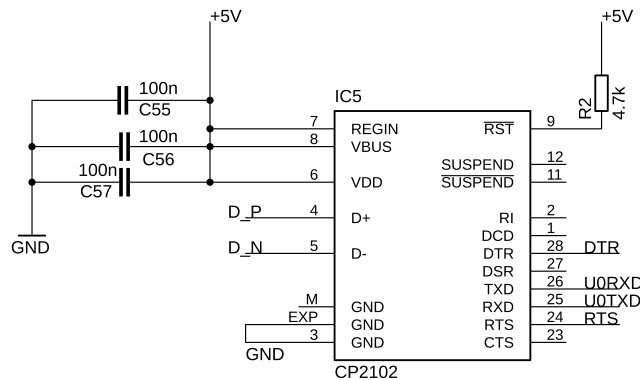 +5V
+5V
100n
C55
100n
C56
100n
C57
GND
IC5
R2
4.7k
7 REGIN
8 VBUS
6 VDD
D_P 4 D+
D_N 5 D-
M GND
EXP GND
3 GND
GND
RST 9
SUSPEND 12
SUSPEND 11
RI 2
DCD 1
DTR 28 DTR
DSR 27
TXD 26 U0RXD
RXD 25 U0TXD
RTS 24 RTS
CTS 23
CP2102